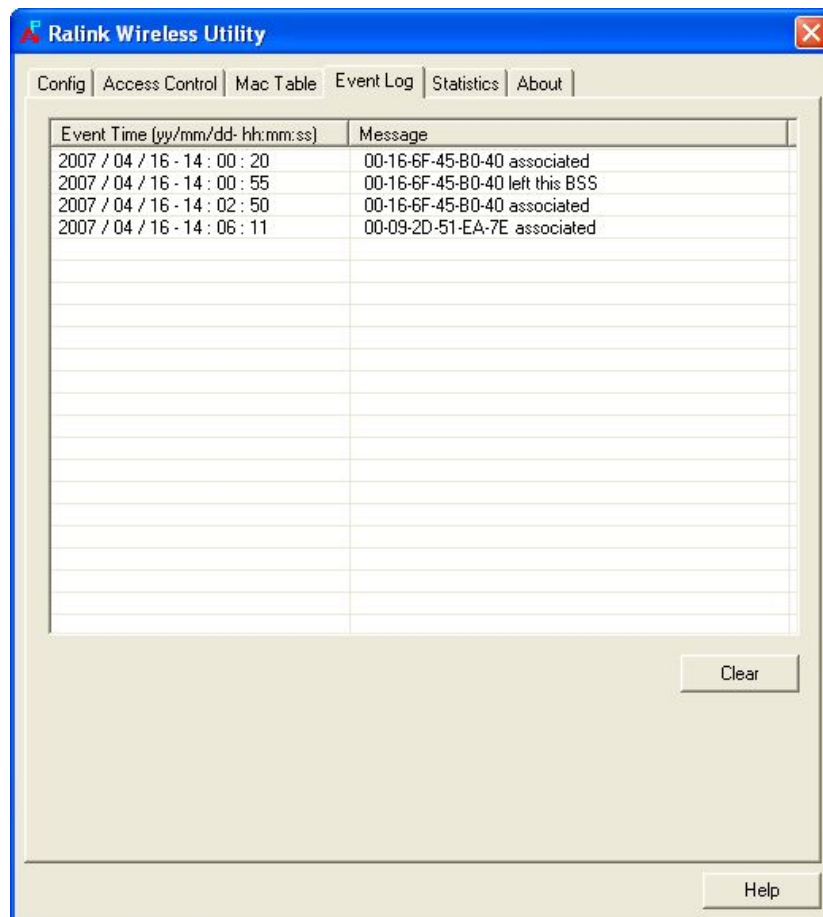 Ralink Wireless Utility
Config Access Control Mac Table Event Log Statistics About
Event Time (yy/mm/dd- hh:mm:ss) Message
2007 / 04 / 16 - 14 : 00 : 20 00-16-6F-45-B0-40 associated
2007 / 04 / 16 - 14 : 00 : 55 00-16-6F-45-B0-40 left this BSS
2007 / 04 / 16 - 14 : 02 : 50 00-16-6F-45-B0-40 associated
2007 / 04 / 16 - 14 : 06 : 11 00-09-2D-51-EA-7E associated
Clear
Help